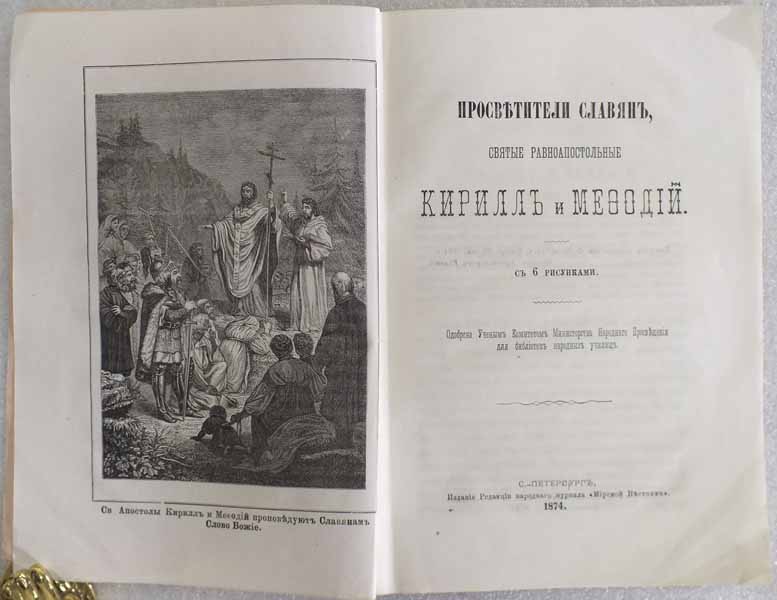 Св Апостолы Кириллъ и Меѳодій проповѣдуютъ Славянамъ
Слово Божіе.
ПРОСВѢТИТЕЛИ СЛАВЯНЪ,
СВЯТЫЕ РАВНОАПОСТОЛЬНЫЕ
КИРИЛЛЪ И МЕѲОДІЙ.
СЪ 6 РИСУНКАМИ.
Одобрена Ученымъ Комитетомъ Министерства Народнаго Просвѣщенія
для библіотекъ народныхъ училищъ.
С.-ПЕТЕРБУРГЪ,
Изданіе Редакціи народнаго журнала «Мірской Вѣстникъ».
1874.